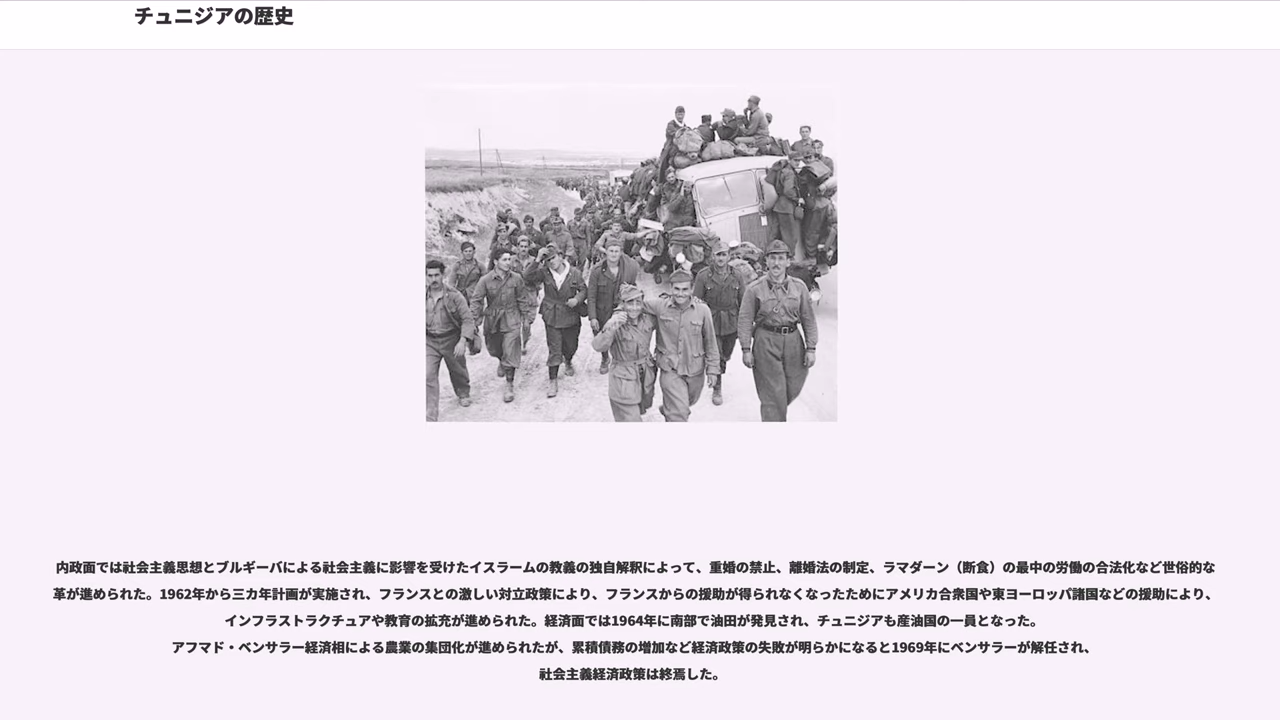 チュニジアの歴史
内政面では社会主義思想とブルギーバによる社会主義に影響を受けたイスラームの教義の独自解釈によって、重婚の禁止、離婚法の制定、ラマダーン（断食）の最中の労働の合法化など世俗的な
革が進められた。1962年から三カ年計画が実施され、フランスとの激しい対立政策により、フランスからの援助が得られなくなったためにアメリカ合衆国や東ヨーロッパ諸国などの援助により、
インフラストラクチュアや教育の拡充が進められた。経済面では1964年に南部で油田が発見され、チュニジアも産油国の一員となった。
アフマド・ベンサラー経済相による農業の集団化が進められたが、累積債務の増加など経済政策の失敗が明らかになると1969年にベンサラーが解任され、
社会主義経済政策は終焉した。